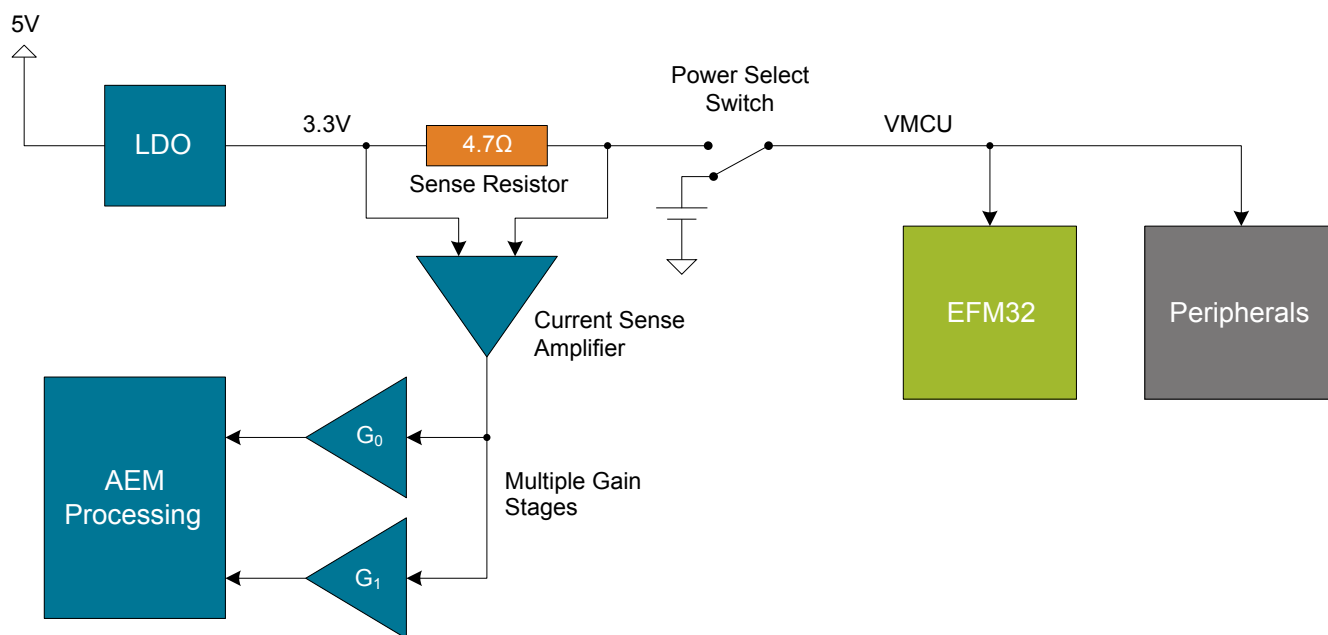 5V
LDO
3.3V
4.7Ω
Sense Resistor
Power Select
Switch
VMCU
EFM32
Peripherals
Current Sense
Amplifier
G₀
Multiple Gain
Stages
G₁
AEM
Processing